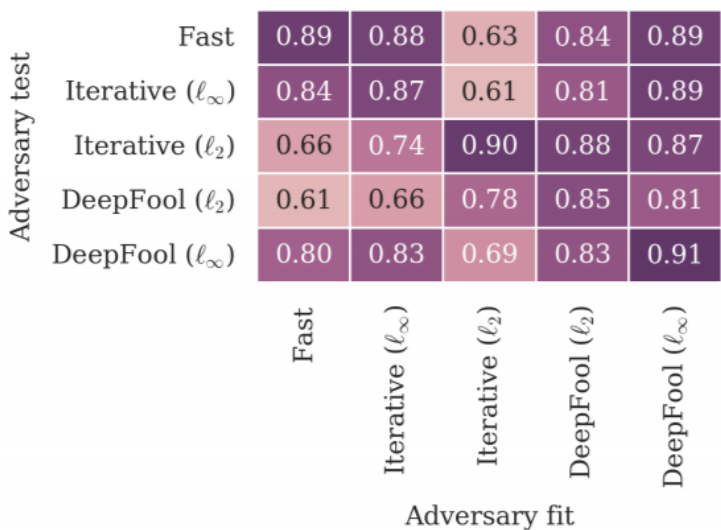 Adversary test
Fast 0.89 0.88 0.63 0.84 0.89
Iterative (ℓ∞) 0.84 0.87 0.61 0.81 0.89
Iterative (ℓ₂) 0.66 0.74 0.90 0.88 0.87
DeepFool (ℓ₂) 0.61 0.66 0.78 0.85 0.81
DeepFool (ℓ∞) 0.80 0.83 0.69 0.83 0.91
Fast
Iterative (ℓ∞)
Iterative (ℓ₂)
DeepFool (ℓ₂)
DeepFool (ℓ∞)
Adversary fit